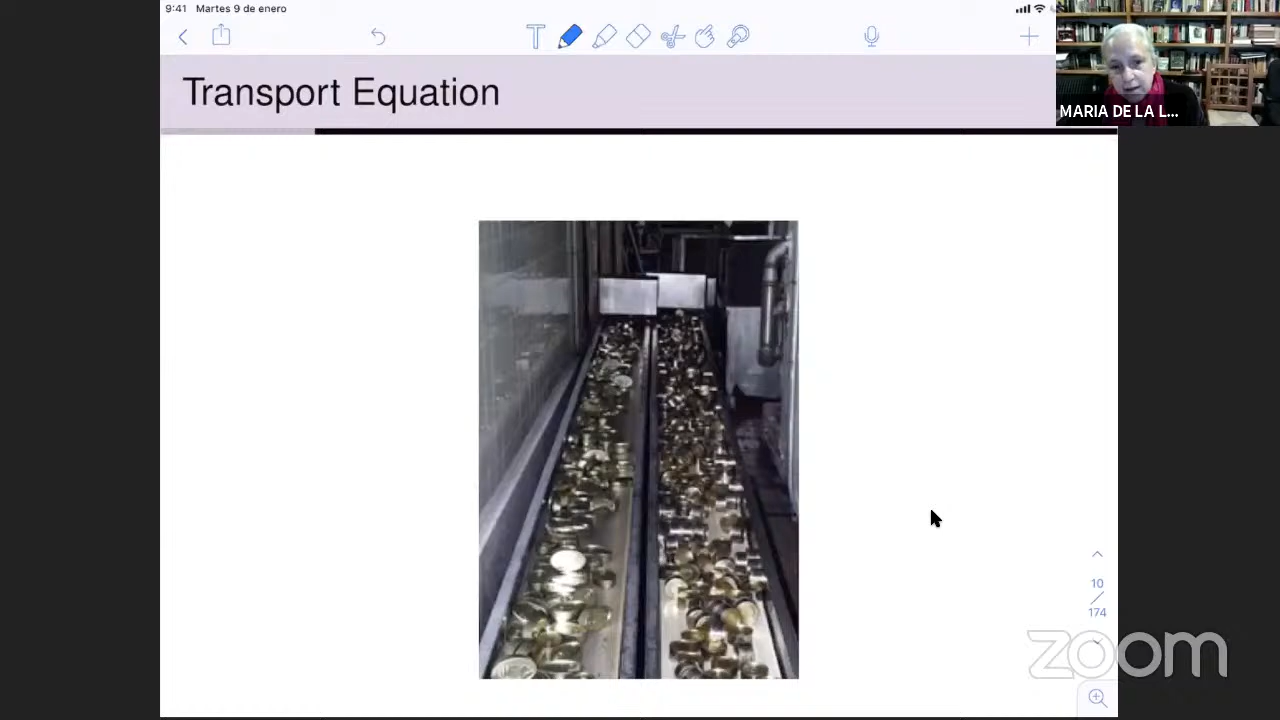 9:41 Martes 9 de enero
Transport Equation
MARIA DE LA L...
10
174
zoom